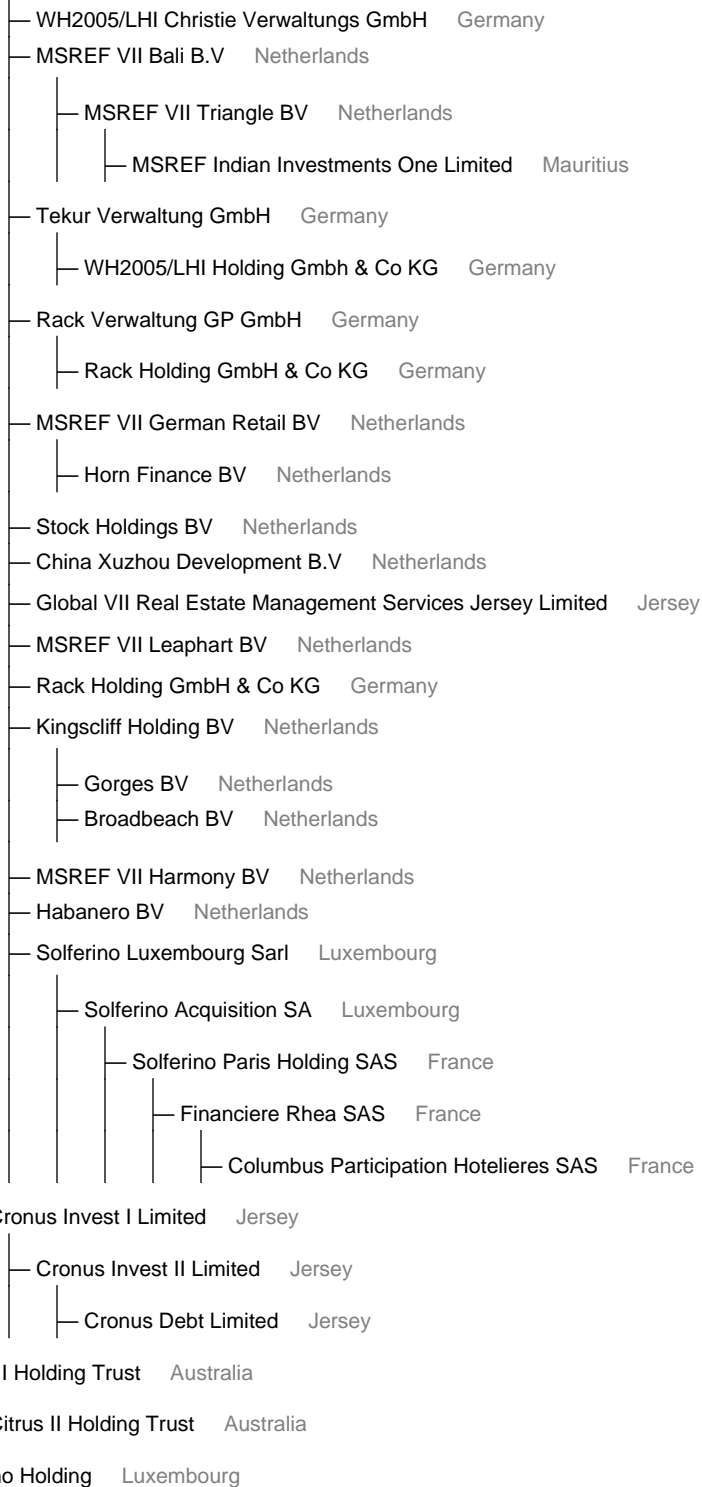 WH2005/LHI Christie Verwaltungs GmbH Germany
MSREF VII Bali B.V Netherlands
MSREF VII Triangle BV Netherlands
MSREF Indian Investments One Limited Mauritius
Tekur Verwaltung GmbH Germany
WH2005/LHI Holding Gmbh & Co KG Germany
Rack Verwaltung GP GmbH Germany
Rack Holding GmbH & Co KG Germany
MSREF VII German Retail BV Netherlands
Horn Finance BV Netherlands
Stock Holdings BV Netherlands
China Xuzhou Development B.V Netherlands
Global VII Real Estate Management Services Jersey Limited Jersey
MSREF VII Leaphart BV Netherlands
Rack Holding GmbH & Co KG Germany
Kingscliff Holding BV Netherlands
Gorges BV Netherlands
Broadbeach BV Netherlands
MSREF VII Harmony BV Netherlands
Habanero BV Netherlands
Solferino Luxembourg Sarl Luxembourg
Solferino Acquisition SA Luxembourg
Solferino Paris Holding SAS France
Financiere Rhea SAS France
Columbus Participation Hotelieres SAS France
Cronus Invest I Limited Jersey
Cronus Invest II Limited Jersey
Cronus Debt Limited Jersey
I Holding Trust Australia
Citrus II Holding Trust Australia
Holding Luxembourg